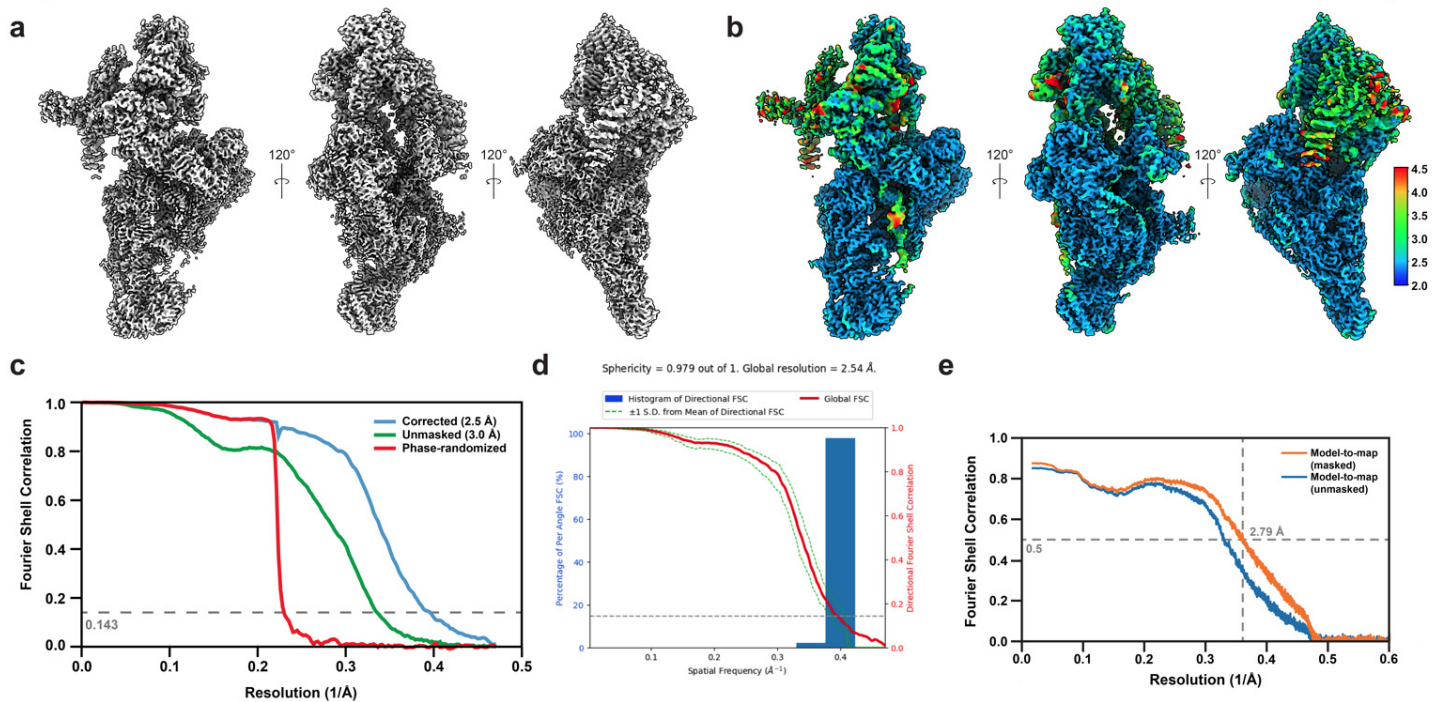 a
120°
120°
b
120°
120°
4.5
4.0
3.5
3.0
2.5
2.0
c
Fourier Shell Correlation
1.0
0.8
0.6
0.4
0.2
0.0
0.143
Corrected (2.5 Å)
Unmasked (3.0 Å)
Phase-randomized
0.0 0.1 0.2 0.3 0.4 0.5
Resolution (1/Å)
d
Sphericity = 0.979 out of 1. Global resolution = 2.54 Å.
Histogram of Directional FSC
±1 S.D. from Mean of Directional FSC
Global FSC
Percentage of Per Angle FSC (%)
100
80
60
40
20
0
0.1 0.2 0.3 0.4
Spatial Frequency (Å⁻¹)
1.0
0.8
0.6
0.4
0.2
0.0
Directional Fourier Shell Correlation
e
Fourier Shell Correlation
1.0
0.8
0.6
0.4
0.2
0.0
0.5
2.79 Å
Model-to-map
(masked)
Model-to-map
(unmasked)
0.0 0.1 0.2 0.3 0.4 0.5 0.6
Resolution (1/Å)